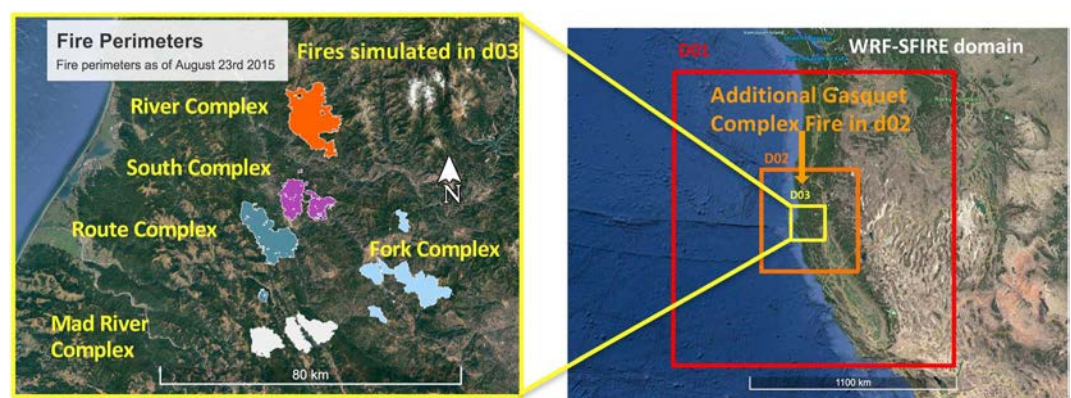 Fire Perimeters
Fire perimeters as of August 23rd 2015
Fires simulated in d03
River Complex
South Complex
Route Complex
Fork Complex
Mad River
Complex
N
80 km
D01
WRF-SFIRE domain
Additional Gasquet
Complex Fire in d02
D02
D03
1100 km